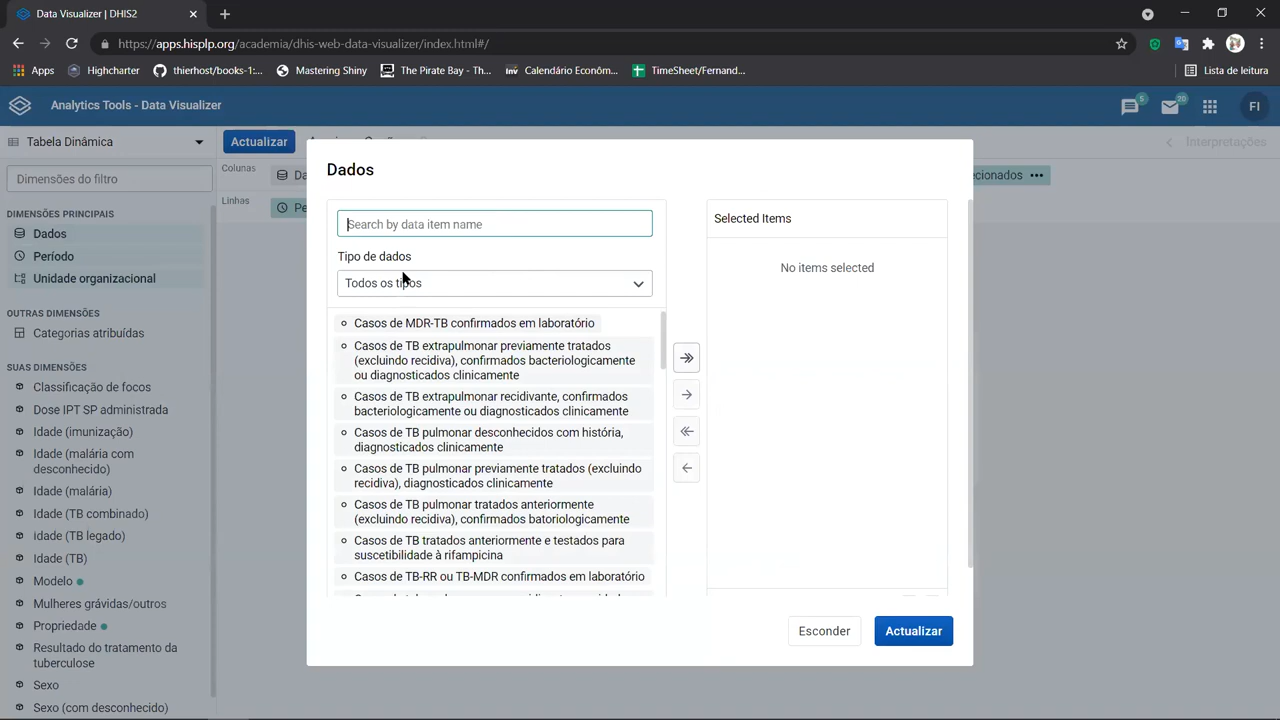 Data Visualizer | DHIS2
https://apps.hisplp.org/academia/dhis-web-data-visualizer/index.html#/
Apps
Highcharter
thierhost/books-1:...
Mastering Shiny
The Pirate Bay - Th...
inv
Calendário Econôm...
TimeSheet/Fernand...
Lista de leitura
Analytics Tools - Data Visualizer
5
20
FI
Tabela Dinâmica
Actualizar
Interpretações
Dimensões do filtro
Colunas
Da
ecionados
Linhas
Pe
DIMENSÕES PRINCIPAIS
Dados
Período
Unidade organizacional
OUTRAS DIMENSÕES
Categorias atribuídas
SUAS DIMENSÕES
Classificação de focos
Dose IPT SP administrada
Idade (imunização)
Idade (malária com
desconhecido)
Idade (malária)
Idade (TB combinado)
idade (TB legado)
Idade (TB)
Modelo
Mulheres grávidas/outros
Propriedade
Resultado do tratamento da
tuberculose
Sexo
Sexo (com desconhecido)
Dados
Search by data item name
Tipo de dados
Todos os tipos
Casos de MDR-TB confirmados em laboratório
Casos de TB extrapulmonar previamente tratados
(excluindo recidiva), confirmados bacteriologicamente
ou diagnosticados clinicamente
Casos de TB extrapulmonar recidivante, confirmados
bacteriologicamente ou diagnosticados clinicamente
Casos de TB pulmonar desconhecidos com história,
diagnosticados clinicamente
Casos de TB pulmonar previamente tratados (excluindo
recidiva), diagnosticados clinicamente
Casos de TB pulmonar tratados anteriormente
(excluindo recidiva), confirmados batoriologicamente
Casos de TB tratados anteriormente e testados para
suscetibilidade à rifampicina
Casos de TB-RR ou TB-MDR confirmados em laboratório
Selected Items
No items selected
Esconder
Actualizar